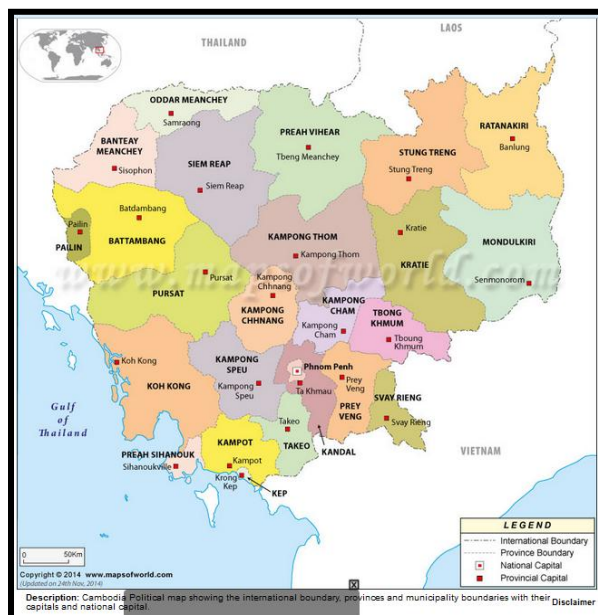 THAILAND
LAOS
ODDAR MEANCHEY
Samraong
BANTEAY
MEANCHEY
Sisophon
SIEM REAP
Siem Reap
PREAH VIHEAR
Tbeng Meanchey
STUNG TRENG
Stung Treng
RATANAKIRI
Banlung
Batdambang
BATTAMBANG
Pailin
PAILIN
KAMPONG THOM
Kampong Thom
Kratie
KRATIE
MONDULKIRI
Senmonorom
www.mapsofworld.com
Pursat
PURSAT
Kampong
Chhnang
KAMPONG
CHHNANG
KAMPONG
CHAM
Kampong
Cham
TBONG
KHMUM
Tboung
Khmum
Koh Kong
KOH KONG
KAMPONG
SPEU
Kampong
Speu
Phnom Penh
Ta Khmau
Prey
Veng
PREY
VENG
SVAY RIENG
Svay Rieng
Gulf
of
Thailand
Takeo
TAKEO
KANDAL
PREAH SIHANOUK
Sihanoukville
KAMPOT
Kampot
Krong
Kep
KEP
VIETNAM
LEGEND
International Boundary
Province Boundary
National Capital
Provincial Capital
0 50Km
Copyright © 2014 www.mapsofworld.com
(Updated on 24th Nov, 2014)
Description: Cambodia Political map showing the international boundary, provinces and municipality boundaries with their
capitals and national capital.
Disclaimer